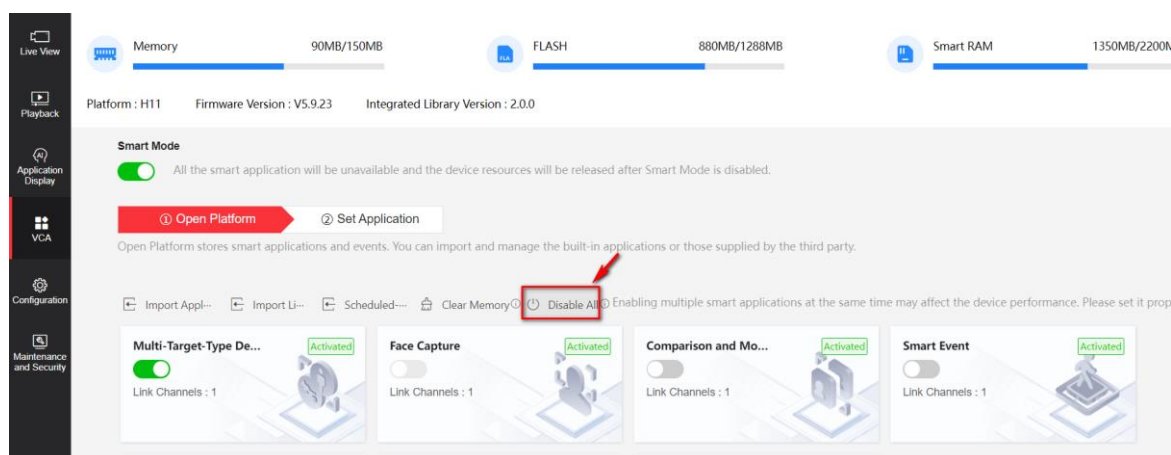 Live View
Playback
Application Display
VCA
Configuration
Maintenance and Security
Memory 90MB/150MB
FLASH 880MB/1288MB
Smart RAM 1350MB/2200M
Platform : H11 Firmware Version : V5.9.23 Integrated Library Version : 2.0.0
Smart Mode
All the smart application will be unavailable and the device resources will be released after Smart Mode is disabled.
① Open Platform ② Set Application
Open Platform stores smart applications and events. You can import and manage the built-in applications or those supplied by the third party.
Import Appl··· Import Li··· Scheduled-··· Clear Memory Disable All Enabling multiple smart applications at the same time may affect the device performance. Please set it prop
Multi-Target-Type De... Activated
Link Channels : 1
Face Capture Activated
Link Channels : 1
Comparison and Mo... Activated
Link Channels : 1
Smart Event Activated
Link Channels : 1